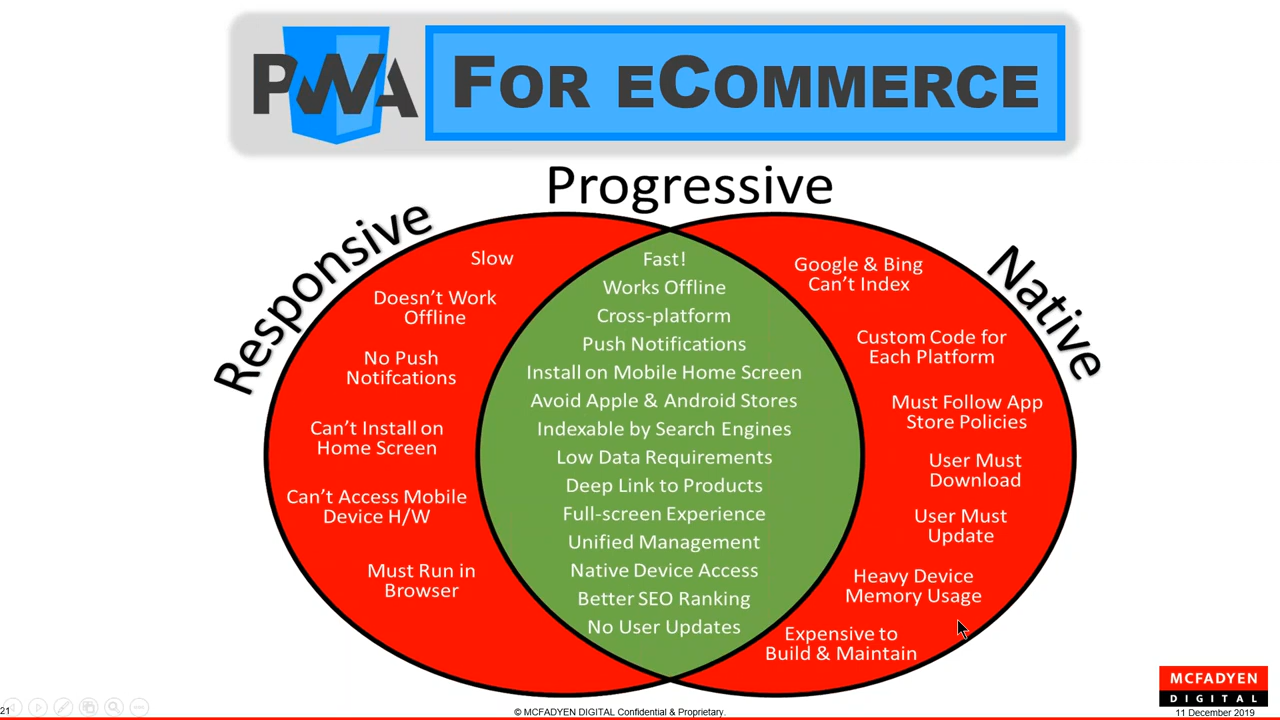 PWA FOR ECOMMERCE
Progressive
Responsive
Native
Slow
Doesn't Work
Offline
No Push
Notifcations
Can't Install on
Home Screen
Can't Access Mobile
Device H/W
Must Run in
Browser
Fast!
Works Offline
Cross-platform
Push Notifications
Install on Mobile Home Screen
Avoid Apple & Android Stores
Indexable by Search Engines
Low Data Requirements
Deep Link to Products
Full-screen Experience
Unified Management
Native Device Access
Better SEO Ranking
No User Updates
Google & Bing
Can't Index
Custom Code for
Each Platform
Must Follow App
Store Policies
User Must
Download
User Must
Update
Heavy Device
Memory Usage
Expensive to
Build & Maintain
MCFADYEN
DIGITAL
21
© MCFADYEN DIGITAL Confidential & Proprietary.
11 December 2019